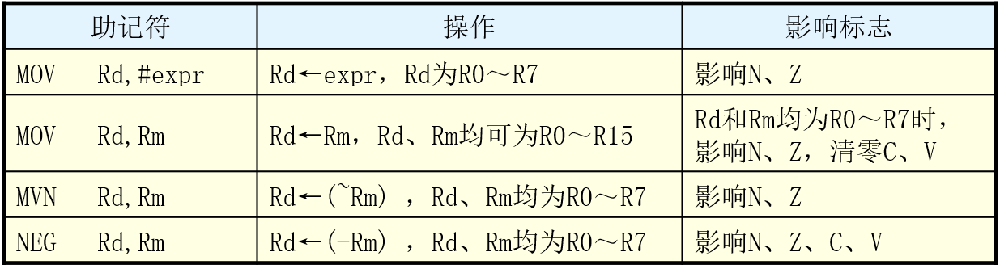 助记符 操作 影响标志
MOV Rd,#expr Rd←expr，Rd为R0～R7 影响N、Z
MOV Rd,Rm Rd←Rm，Rd、Rm均可为R0～R15 Rd和Rm均为R0～R7时，
影响N、Z，清零C、V
MVN Rd,Rm Rd←(~Rm) ，Rd、Rm均为R0～R7 影响N、Z
NEG Rd,Rm Rd←(-Rm) ，Rd、Rm均为R0～R7 影响N、Z、C、V